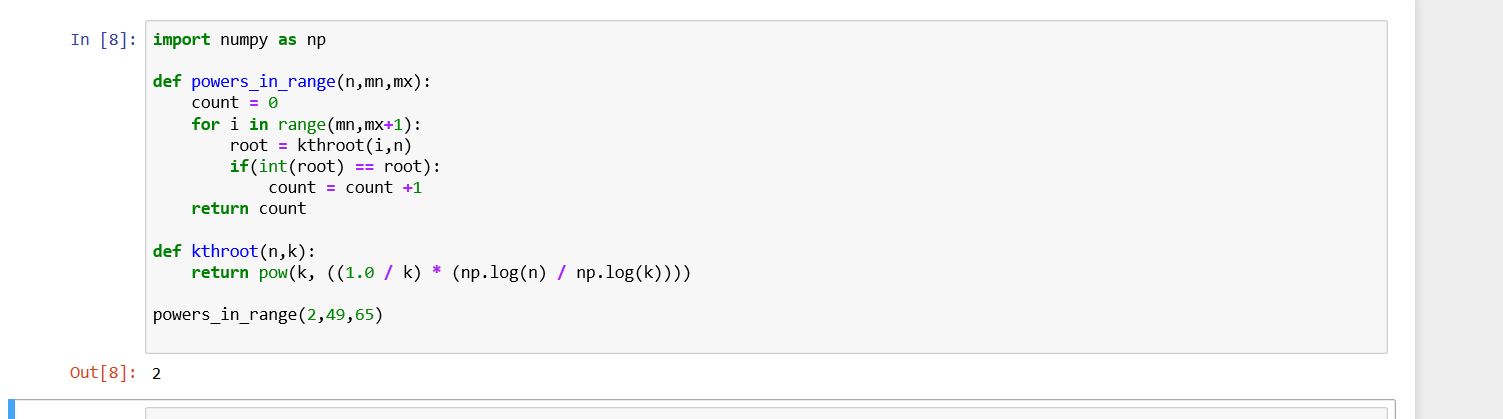 In [8]: import numpy as np
def powers_in_range(n,mn,mx):
    count = 0
    for i in range(mn,mx+1):
        root = kthroot(i,n)
        if(int(root) == root):
            count = count +1
    return count
def kthroot(n,k):
    return pow(k, ((1.0 / k) * (np.log(n) / np.log(k))))
powers_in_range(2,49,65)
Out[8]: 2